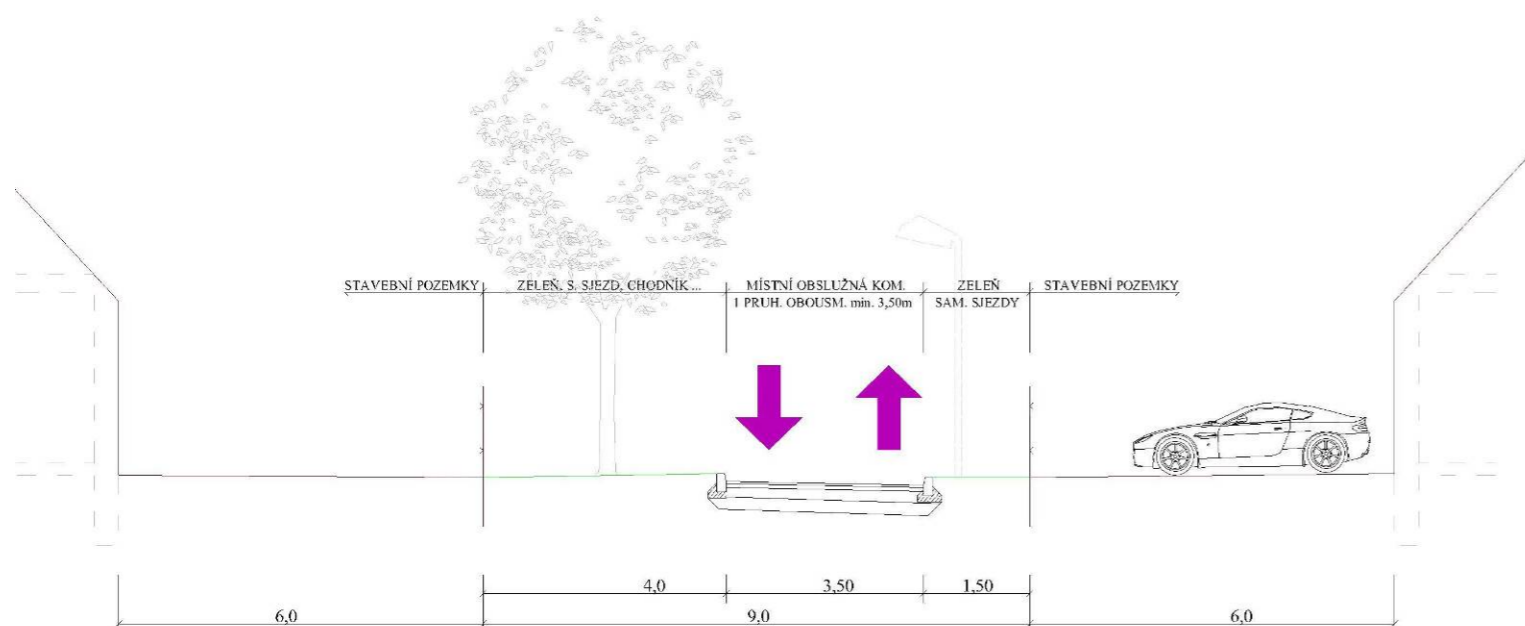 STAVEBNÍ POZEMKY
ZELEŇ, S. SJEZD, CHODNÍK ...
MÍSTNÍ OBSLUŽNÁ KOM.
1 PRUH. OBOUSM. min. 3,50m
ZELEŇ
SAM. SJEZDY
STAVEBNÍ POZEMKY
4,0
3,50
1,50
6,0
9,0
6,0